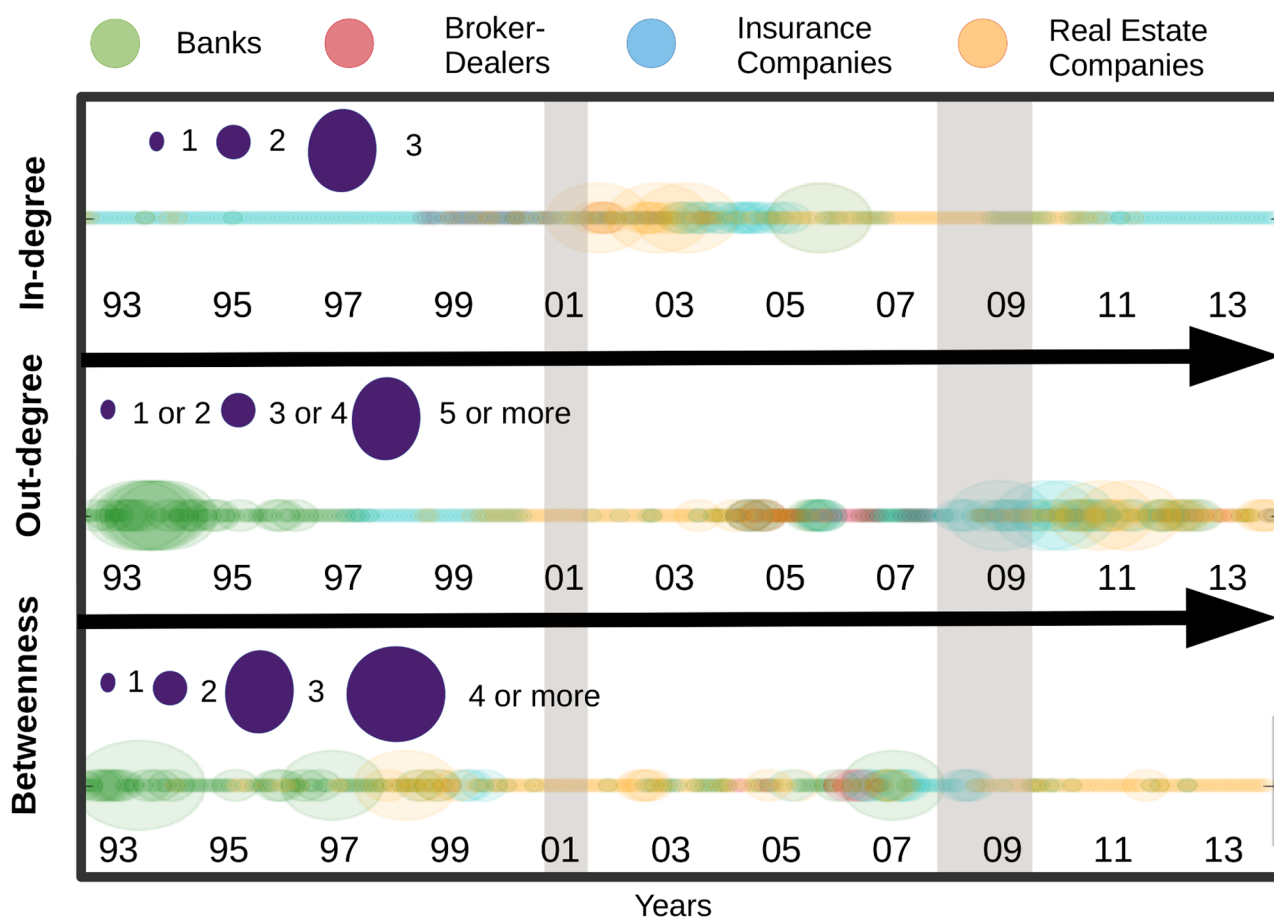 Banks
Broker-
Dealers
Insurance
Companies
Real Estate
Companies
In-degree
1 2 3
93 95 97 99 01 03 05 07 09 11 13
Out-degree
1 or 2 3 or 4 5 or more
93 95 97 99 01 03 05 07 09 11 13
Betweenness
1 2 3 4 or more
93 95 97 99 01 03 05 07 09 11 13
Years